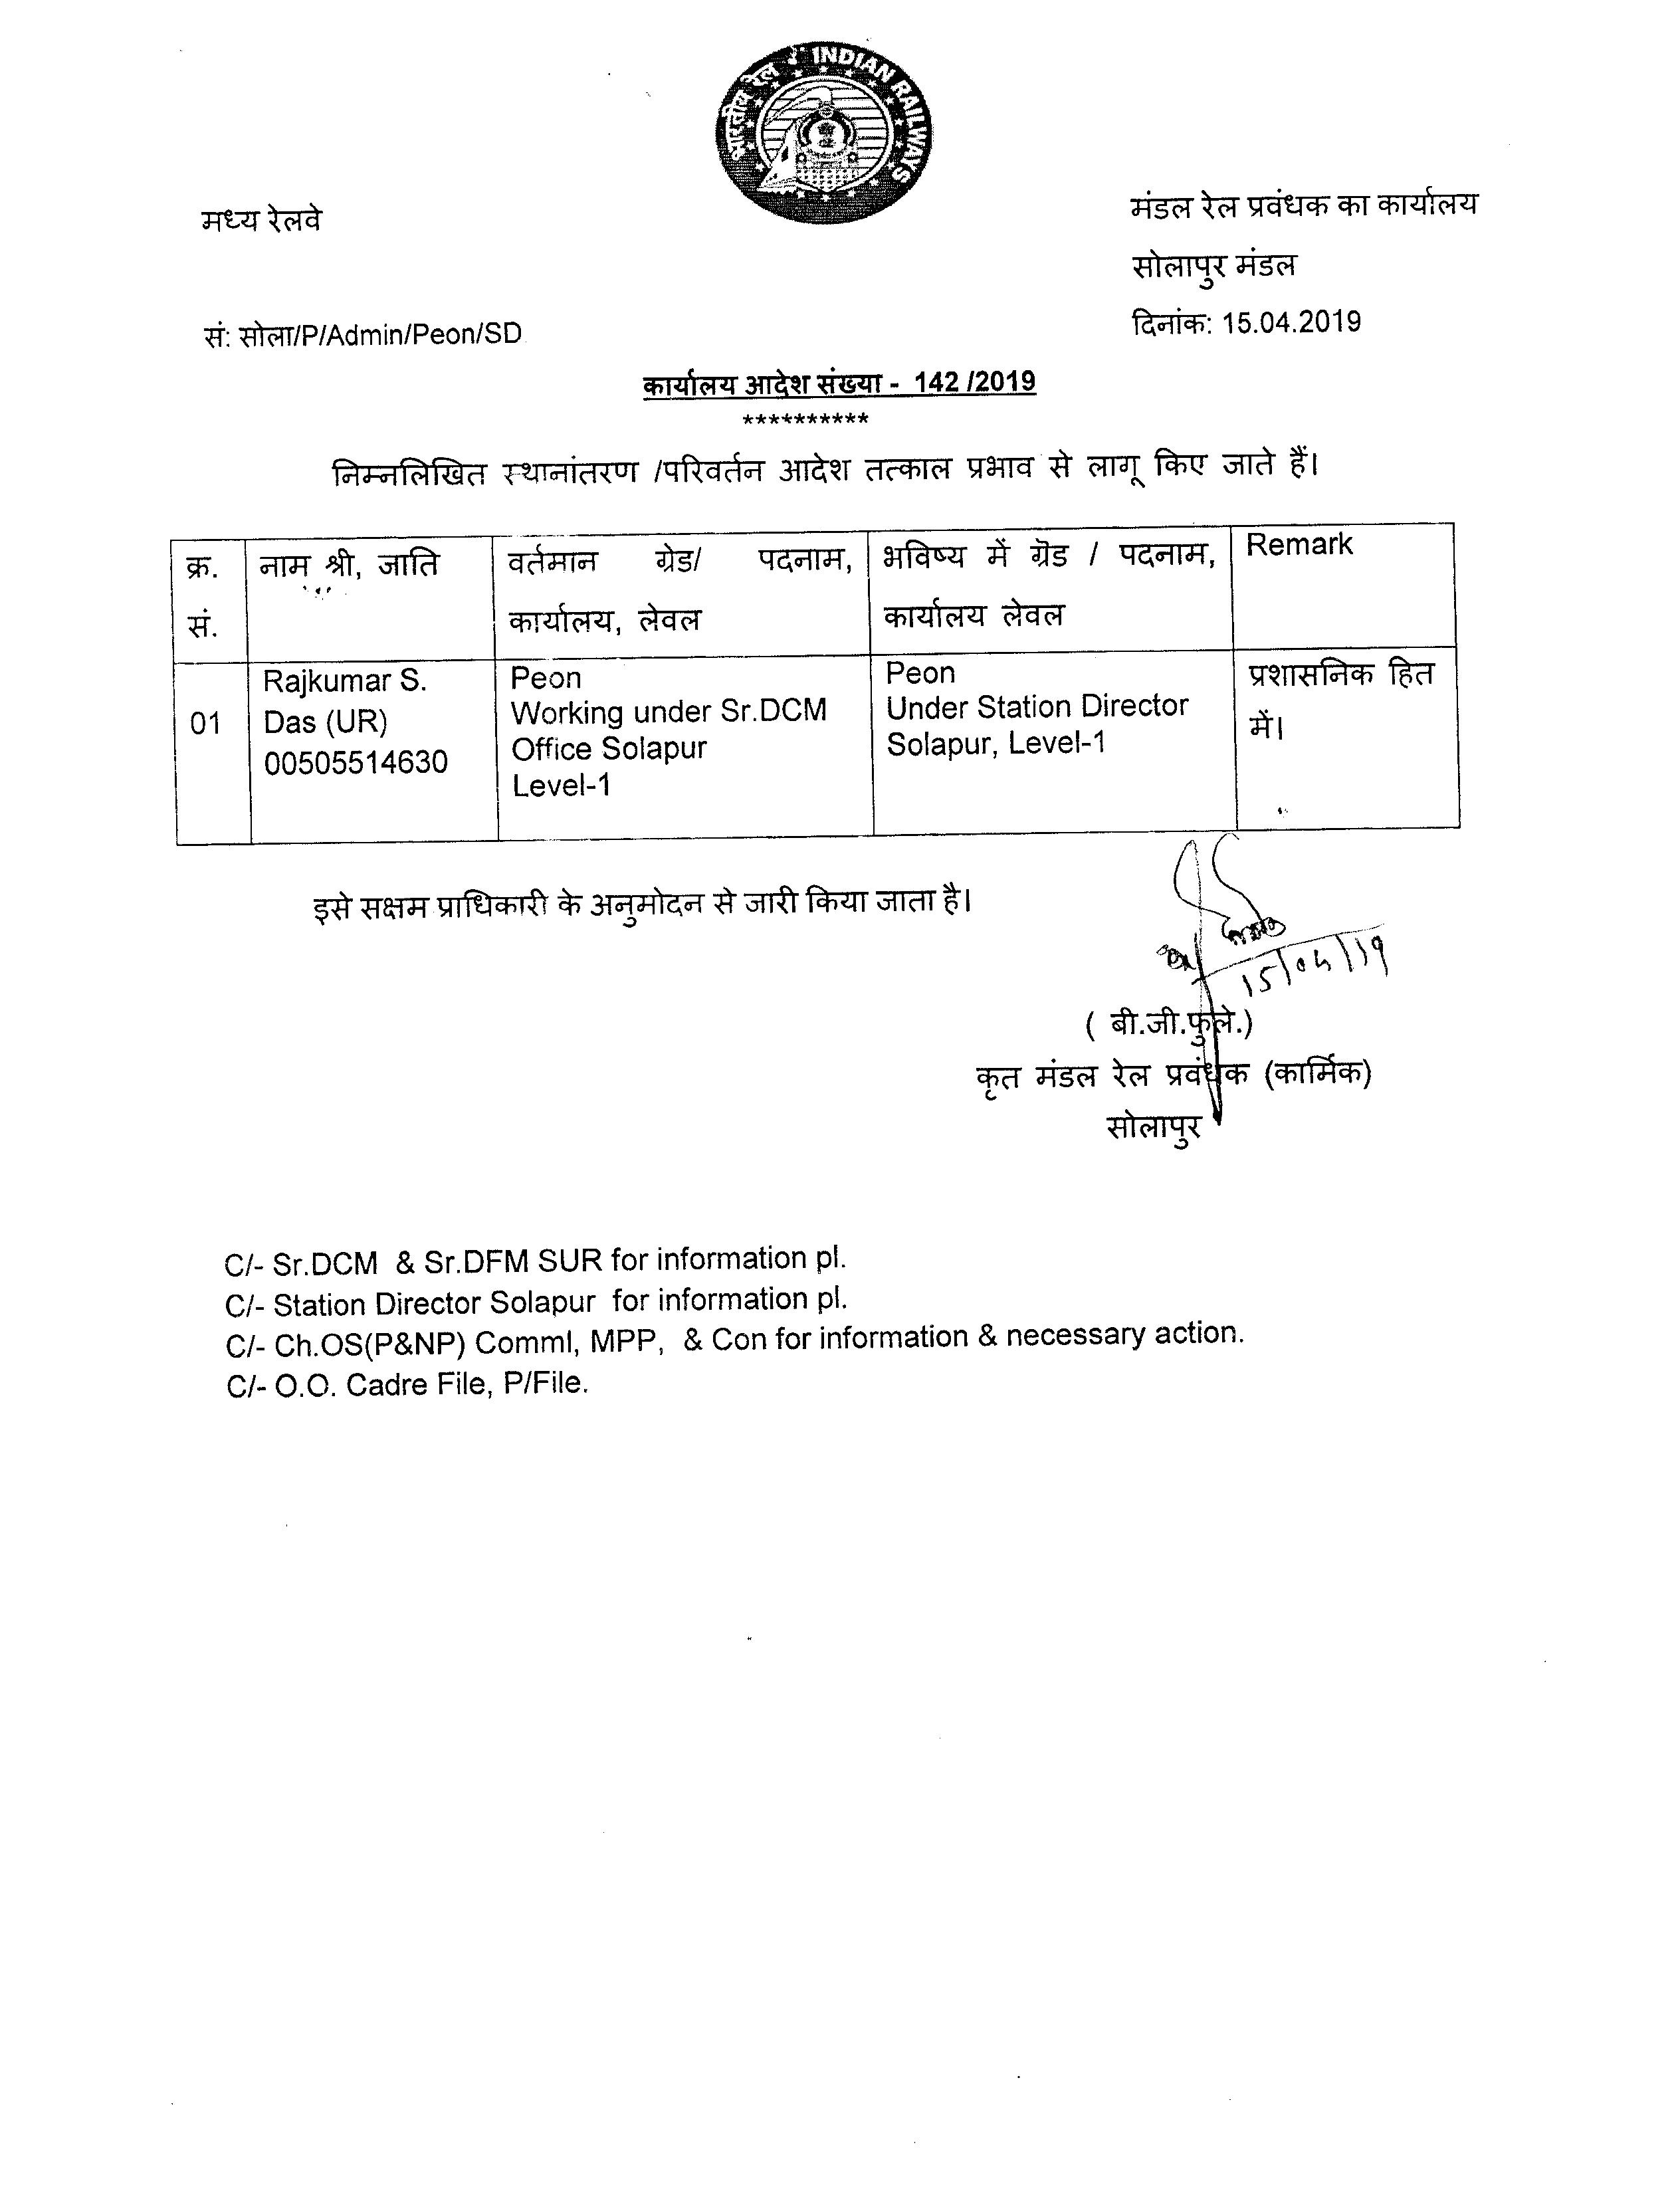 भारतीय रेल INDIAN RAILWAYS
मध्य रेलवे
मंडल रेल प्रवंधक का कार्यालय
सोलापुर मंडल
सं: सोला/P/Admin/Peon/SD
दिनांक: 15.04.2019
कार्यालय आदेश संख्या - 142 /2019
**********
निम्नलिखित स्थानांतरण /परिवर्तन आदेश तत्काल प्रभाव से लागू किए जाते हैं।
क्र. सं.
नाम श्री, जाति
वर्तमान ग्रेड/ पदनाम,
कार्यालय, लेवल
भविष्य में ग्रेड / पदनाम,
कार्यालय लेवल
Remark
01
Rajkumar S.
Das (UR)
00505514630
Peon
Working under Sr.DCM
Office Solapur
Level-1
Peon
Under Station Director
Solapur, Level-1
प्रशासनिक हित
में।
इसे सक्षम प्राधिकारी के अनुमोदन से जारी किया जाता है।
15/04/19
( बी.जी.फुले.)
कृत मंडल रेल प्रवंधक (कार्मिक)
सोलापुर
C/- Sr.DCM & Sr.DFM SUR for information pl.
C/- Station Director Solapur for information pl.
C/- Ch.OS(P&NP) Comml, MPP, & Con for information & necessary action.
C/- O.O. Cadre File, P/File.